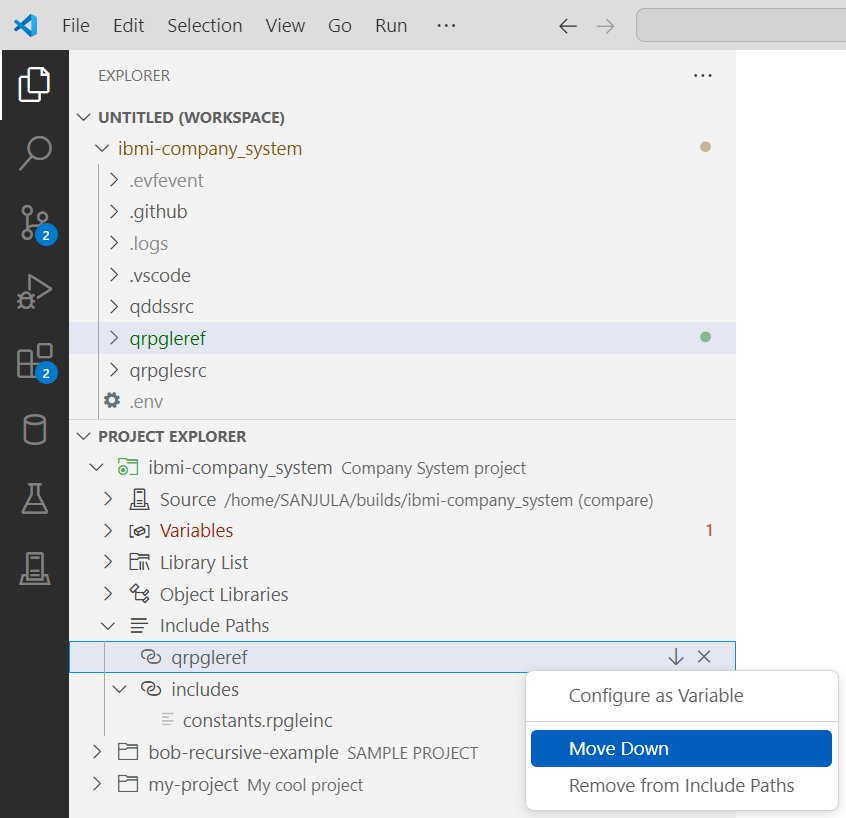 File Edit Selection View Go Run ···
EXPLORER ···
UNTITLED (WORKSPACE)
ibmi-company_system
.evfevent
.github
.logs
.vscode
2
qddssrc
qrpgleref
qrpglesrc
2
.env
PROJECT EXPLORER
ibmi-company_system Company System project
Source /home/SANJULA/builds/ibmi-company_system (compare)
Variables 1
Library List
Object Libraries
Include Paths
qrpgleref
includes
constants.rpgleinc
bob-recursive-example SAMPLE PROJECT
my-project My cool project
Configure as Variable
Move Down
Remove from Include Paths